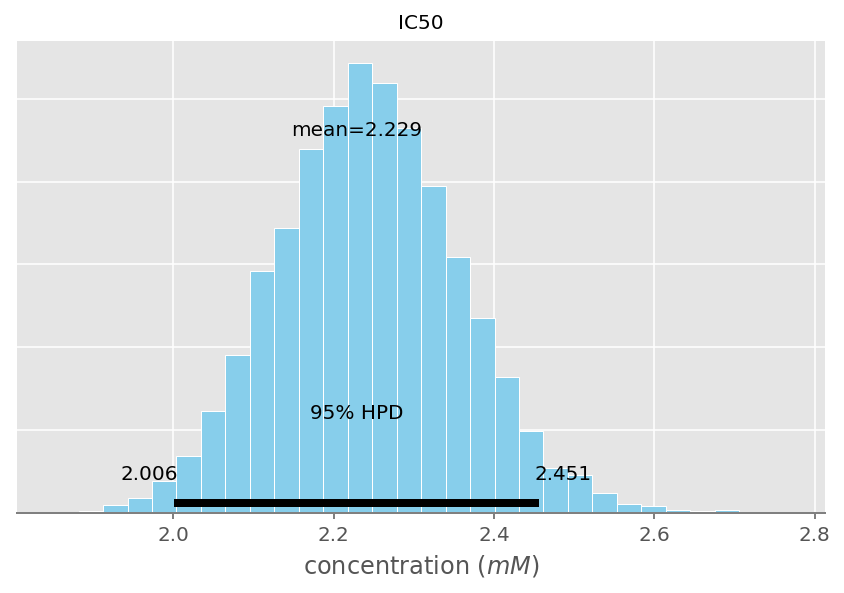 IC50
mean=2.229
95% HPD
2.006 2.451
2.0 2.2 2.4 2.6 2.8
concentration (mM)